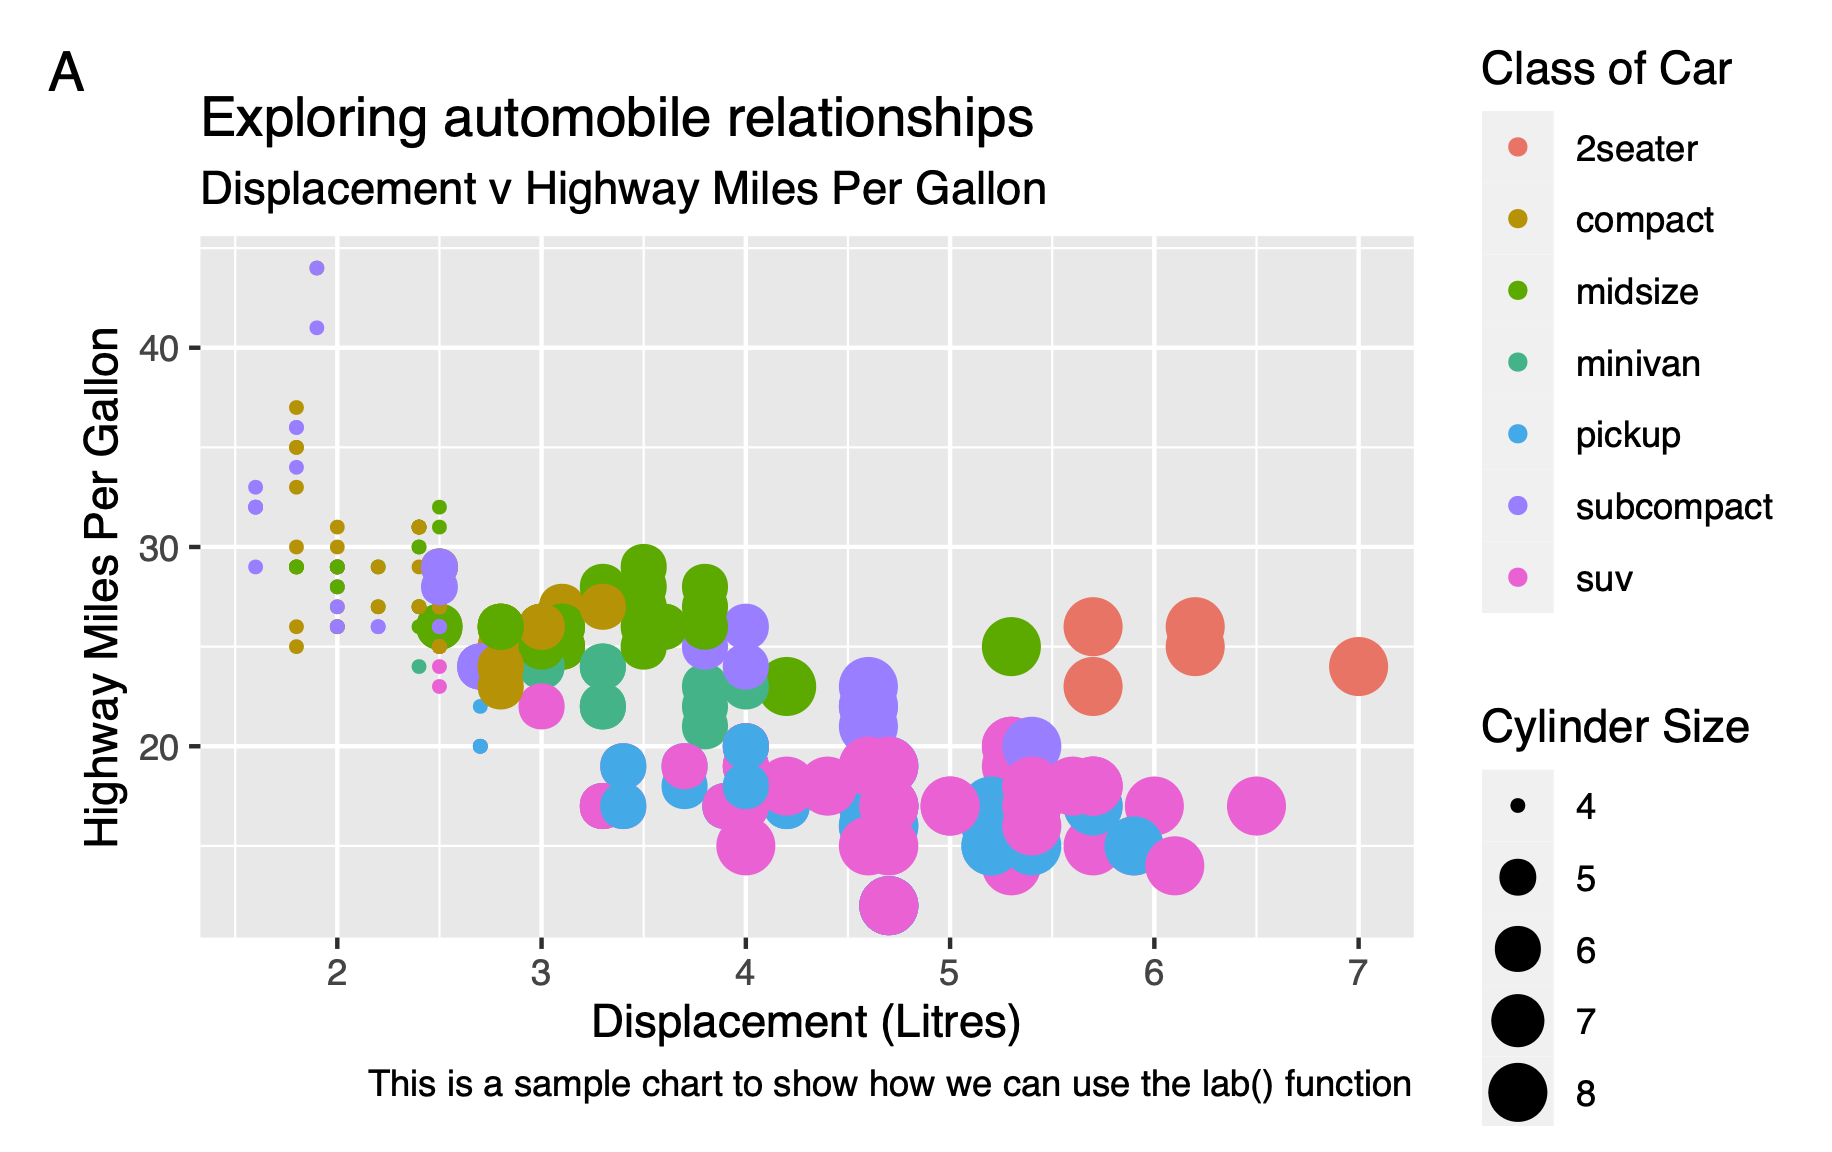 A
Exploring automobile relationships
Displacement v Highway Miles Per Gallon
Highway Miles Per Gallon
40
30
20
2 3 4 5 6 7
Displacement (Litres)
This is a sample chart to show how we can use the lab() function
Class of Car
2seater
compact
midsize
minivan
pickup
subcompact
suv
Cylinder Size
4
5
6
7
8